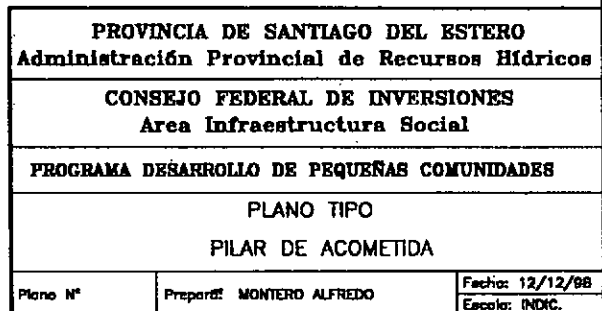 PROVINCIA DE SANTIAGO DEL ESTERO
Administración Provincial de Recursos Hídricos
CONSEJO FEDERAL DE INVERSIONES
Area Infraestructura Social
PROGRAMA DESARROLLO DE PEQUEÑAS COMUNIDADES
PLANO TIPO
PILAR DE ACOMETIDA
Plano N°
Preparó: MONTERO ALFREDO
Fecha: 12/12/98
Escala: INDIC.